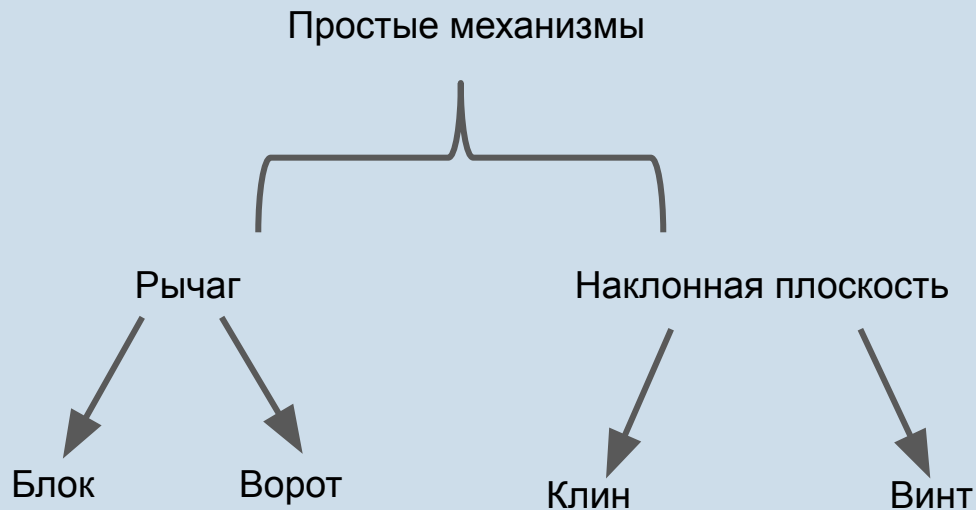 Простые механизмы
Рычаг
Наклонная плоскость
Блок
Ворот
Клин
Винт